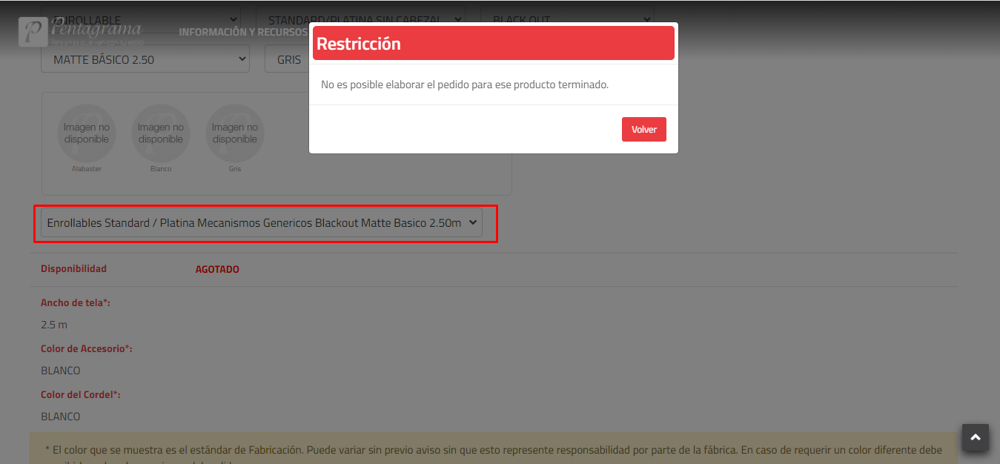 ENROLLABLE
STANDARD/PLATINA SIN CABEZAL
BLACK OUT
Pentagrama
INFORMACIÓN Y RECURSOS
MATTE BÁSICO 2.50
GRIS
Restricción
No es posible elaborar el pedido para ese producto terminado.
Volver
Imagen no
disponible
Imagen no
disponible
Imagen no
disponible
Alabaster
Blanco
Gris
Enrollables Standard / Platina Mecanismos Genericos Blackout Matte Basico 2.50m
Disponibilidad
AGOTADO
Ancho de tela*:
2.5 m
Color de Accesorio*:
BLANCO
Color del Cordel*:
BLANCO
* El color que se muestra es el estándar de Fabricación. Puede variar sin previo aviso sin que esto represente responsabilidad por parte de la fábrica. En caso de requerir un color diferente debe